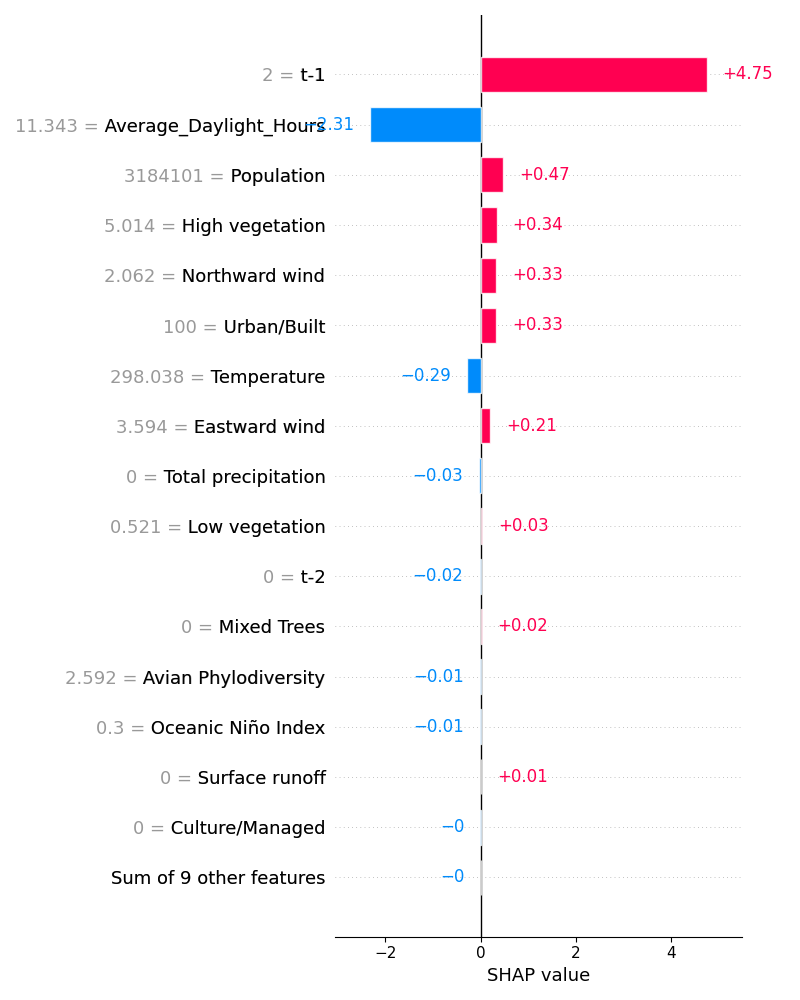 2 = t-1 +4.75
11.343 = Average_Daylight_Hours −2.31
3184101 = Population +0.47
5.014 = High vegetation +0.34
2.062 = Northward wind +0.33
100 = Urban/Built +0.33
298.038 = Temperature −0.29
3.594 = Eastward wind +0.21
0 = Total precipitation −0.03
0.521 = Low vegetation +0.03
0 = t-2 −0.02
0 = Mixed Trees +0.02
2.592 = Avian Phylodiversity −0.01
0.3 = Oceanic Niño Index −0.01
0 = Surface runoff +0.01
0 = Culture/Managed −0
Sum of 9 other features −0
−2 0 2 4
SHAP value